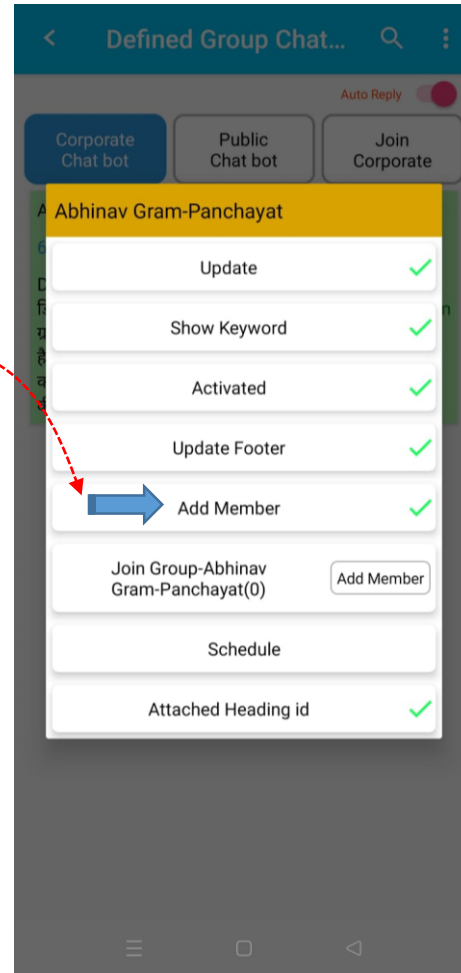 Defined Group Chat...
Auto Reply
Corporate
Chat bot
Public
Chat bot
Join
Corporate
Abhinav Gram-Panchayat
Update
Show Keyword
Activated
Update Footer
Add Member
Join Group-Abhinav
Gram-Panchayat(0)
Add Member
Schedule
Attached Heading id